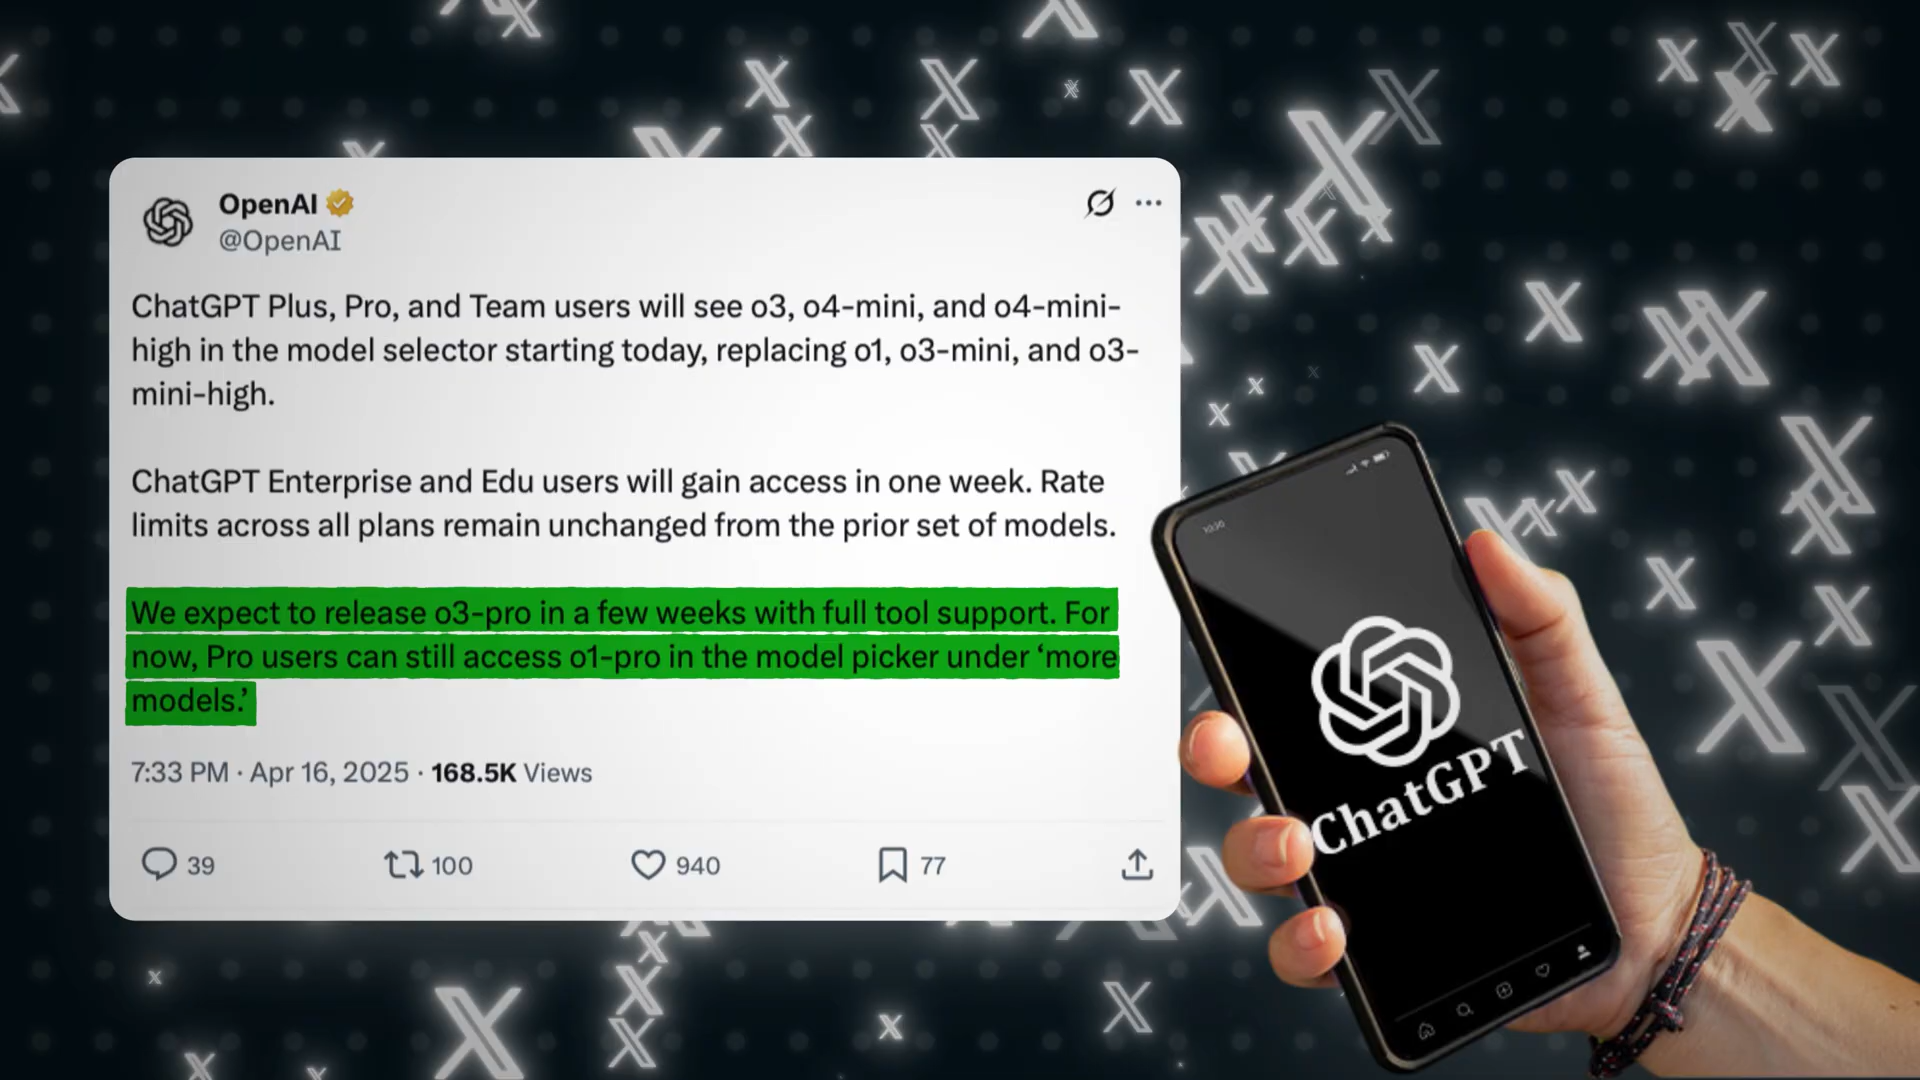 OpenAI
@OpenAI
ChatGPT Plus, Pro, and Team users will see o3, o4-mini, and o4-mini-
high in the model selector starting today, replacing o1, o3-mini, and o3-
mini-high.
ChatGPT Enterprise and Edu users will gain access in one week. Rate
limits across all plans remain unchanged from the prior set of models.
We expect to release o3-pro in a few weeks with full tool support. For
now, Pro users can still access o1-pro in the model picker under ‘more
models.’
7:33 PM · Apr 16, 2025 · 168.5K Views
39 100 940 77
10:30
ChatGPT